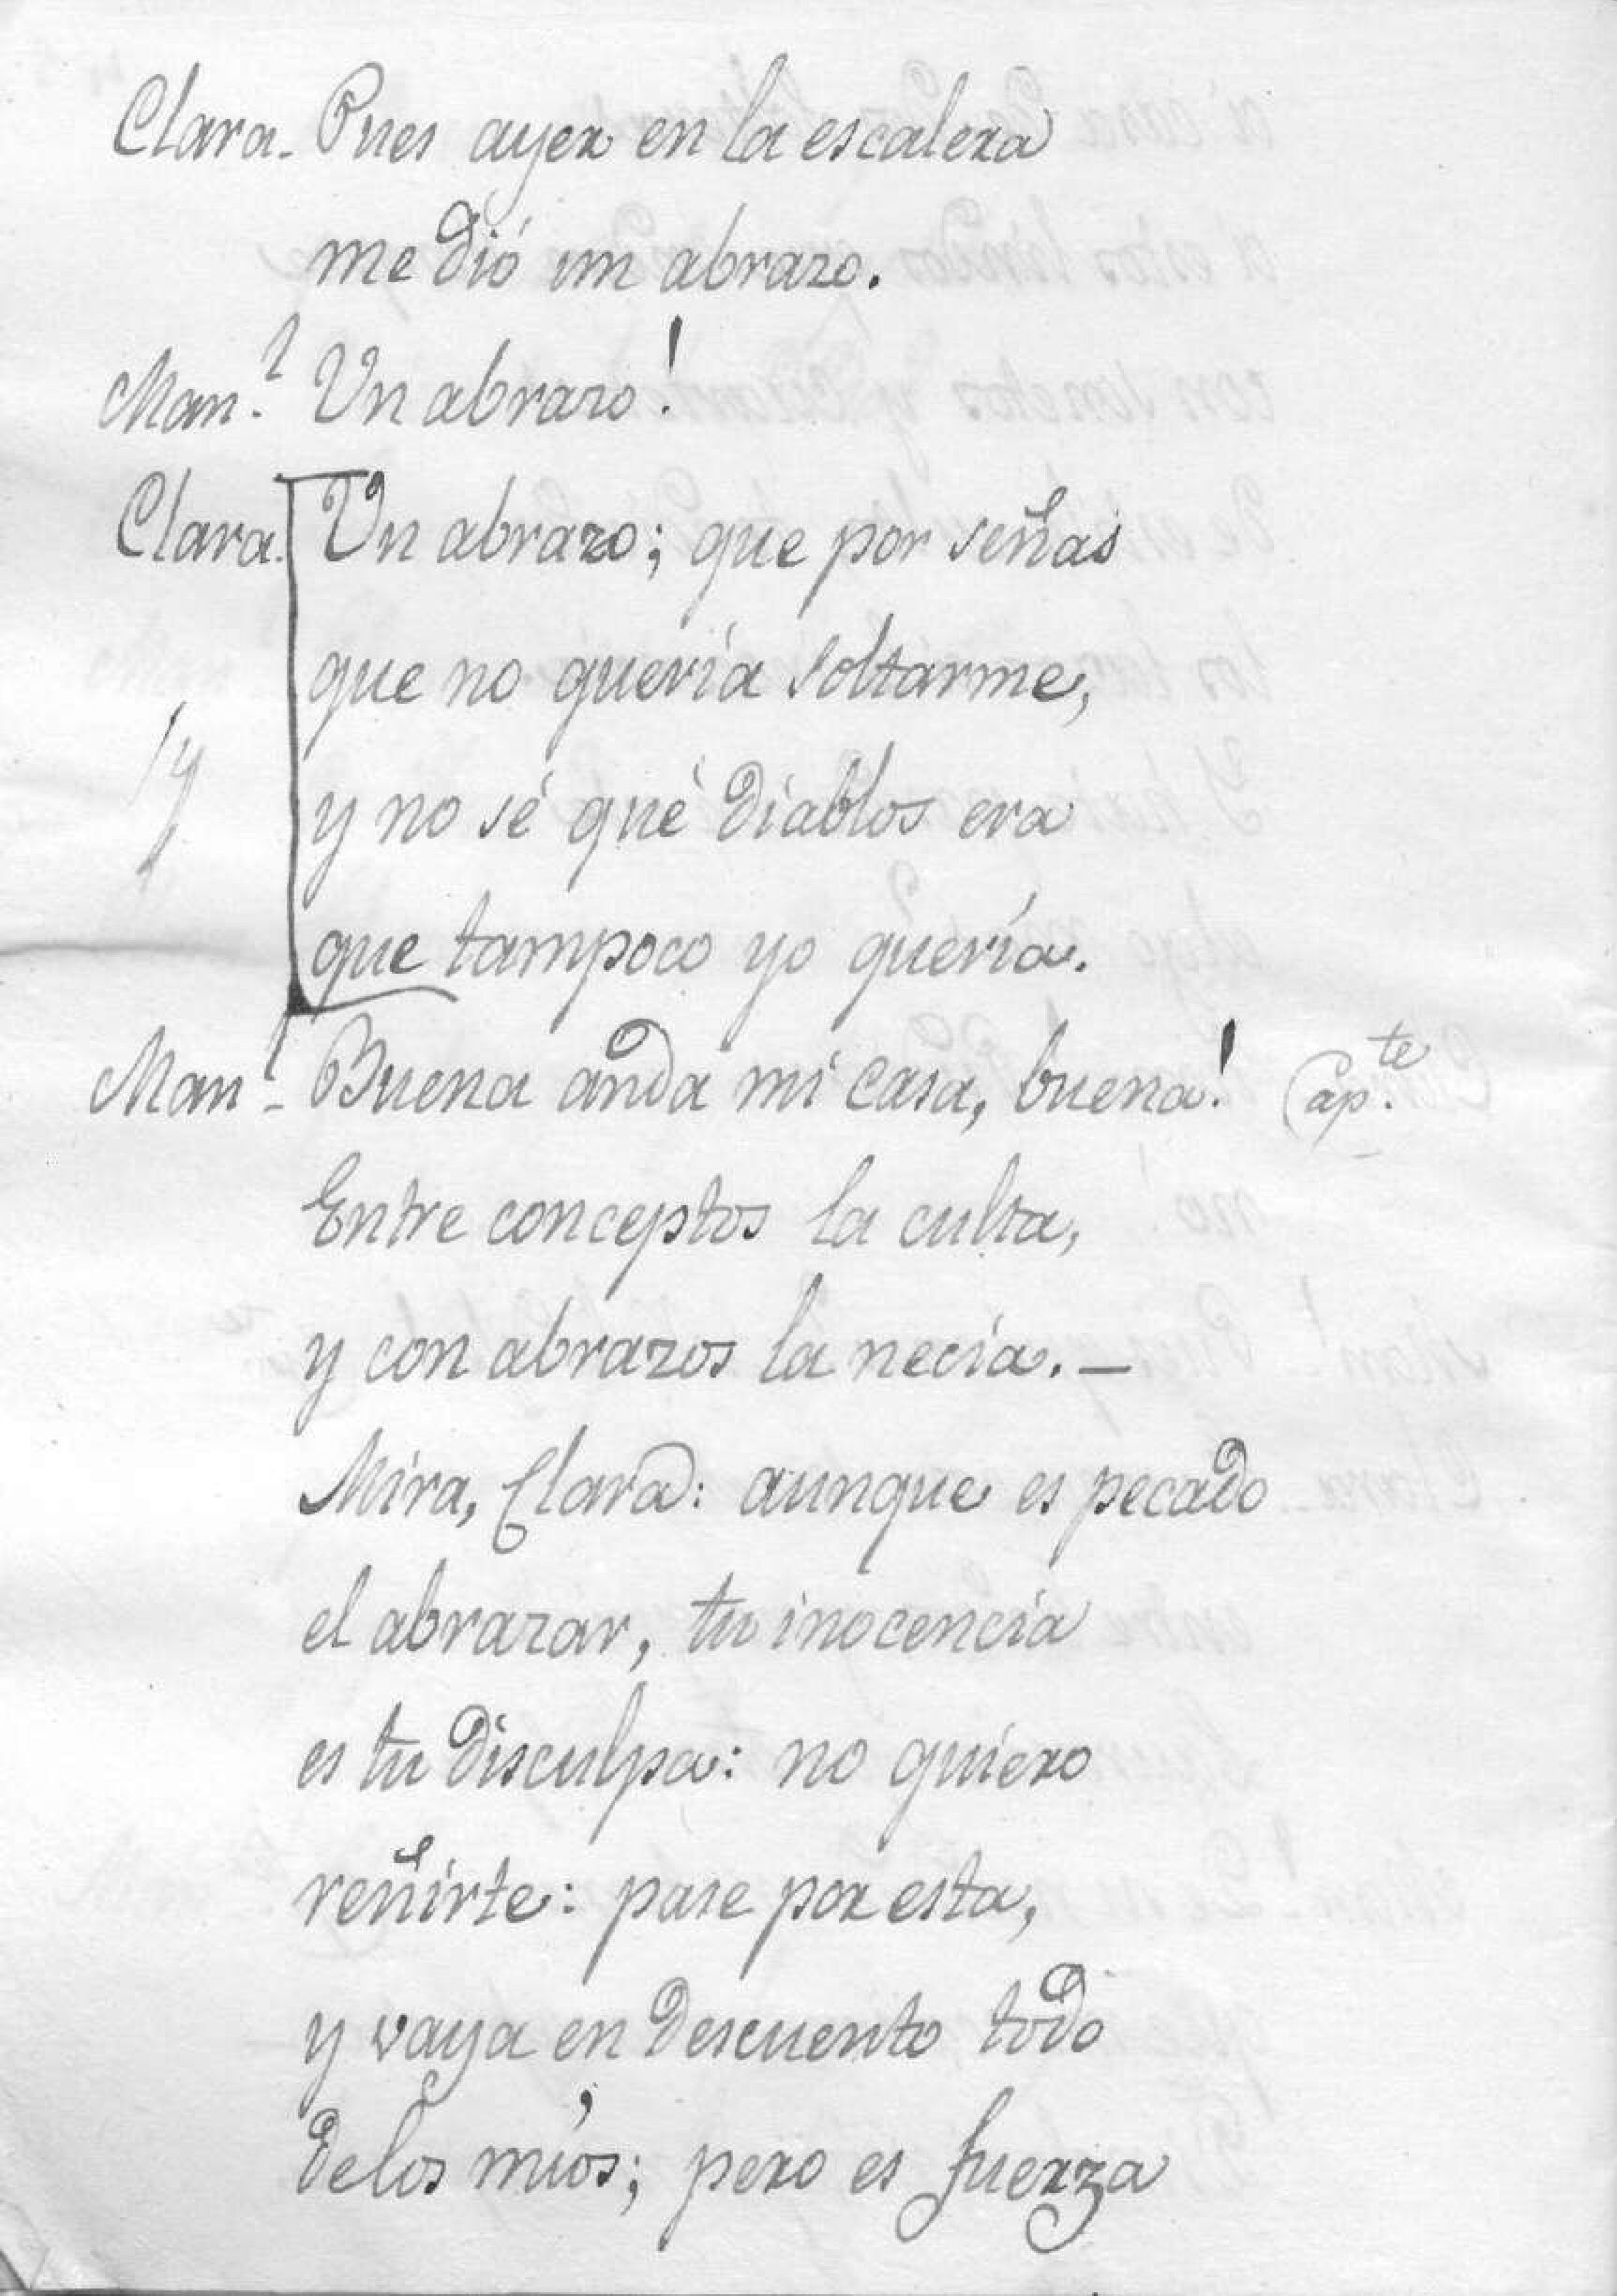 Clara. Pues ayer en la escalera
me dió un abrazo.
Man.l Un abrazo!
Clara. Un abrazo; que por señas
que no quería soltarme,
y no sé qué diablos era
que tampoco yo quería.
Man.l Buena anda mi casa, buena! (ap.te
Entre conceptos la culta,
y con abrazos la necia. —
Mira, Clara: aunque es pecado
el abrazar, tu inocencia
es tu disculpa: no quiero
reñirte: pase por esta,
y vaya en descuento todo
de los míos; pero es fuerza